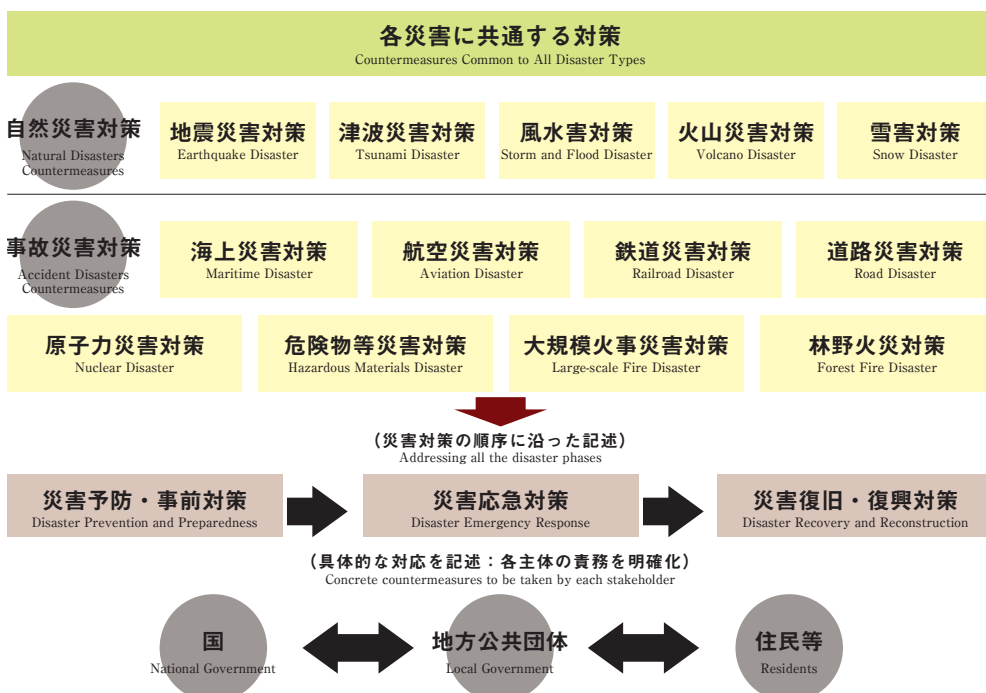 各災害に共通する対策
Countermeasures Common to All Disaster Types
自然災害対策
Natural Disasters
Countermeasures
地震災害対策
Earthquake Disaster
津波災害対策
Tsunami Disaster
風水害対策
Storm and Flood Disaster
火山災害対策
Volcano Disaster
雪害対策
Snow Disaster
事故災害対策
Accident Disasters
Countermeasures
海上災害対策
Maritime Disaster
航空災害対策
Aviation Disaster
鉄道災害対策
Railroad Disaster
道路災害対策
Road Disaster
原子力災害対策
Nuclear Disaster
危険物等災害対策
Hazardous Materials Disaster
大規模火事災害対策
Large-scale Fire Disaster
林野火災対策
Forest Fire Disaster
(災害対策の順序に沿った記述)
Addressing all the disaster phases
災害予防・事前対策
Disaster Prevention and Preparedness
災害応急対策
Disaster Emergency Response
災害復旧・復興対策
Disaster Recovery and Reconstruction
(具体的な対応を記述：各主体の責務を明確化)
Concrete countermeasures to be taken by each stakeholder
国
National Government
地方公共団体
Local Government
住民等
Residents